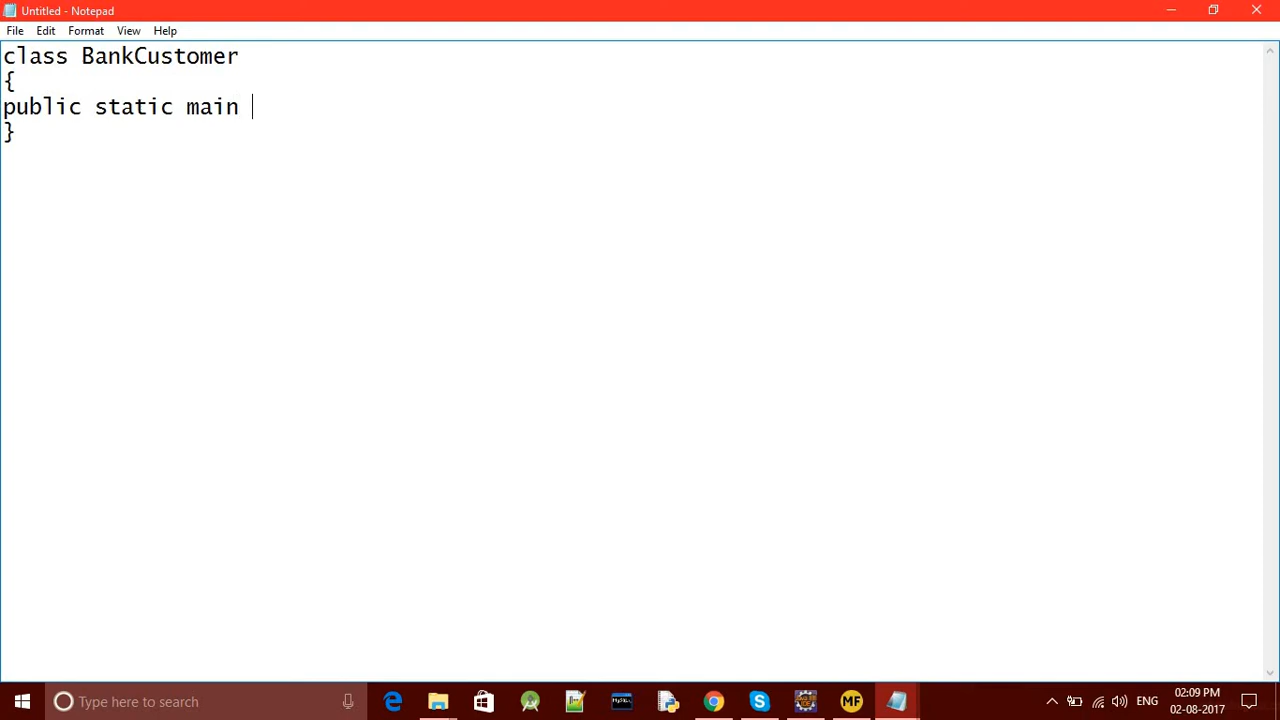 Untitled - Notepad
File Edit Format View Help
class BankCustomer
{
public static main
}
Type here to search
MF
ENG
02:09 PM
02-08-2017